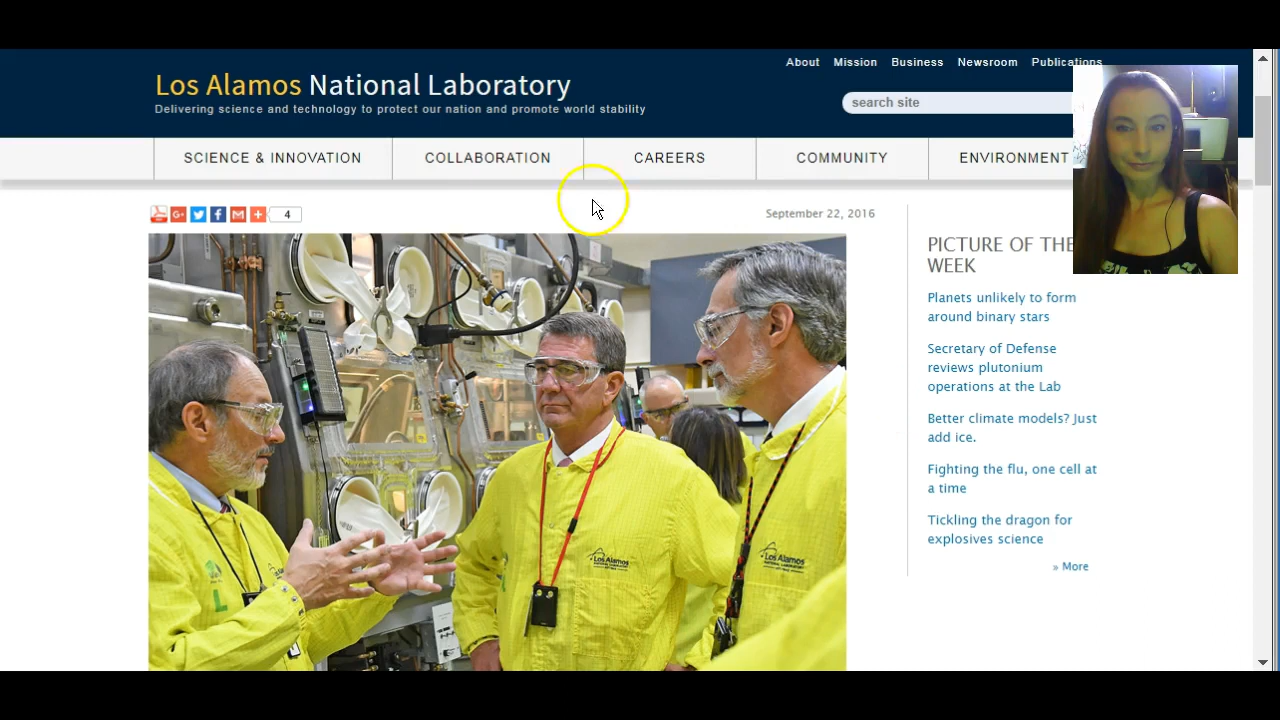 About Mission Business Newsroom Publications
Los Alamos National Laboratory
Delivering science and technology to protect our nation and promote world stability
search site
SCIENCE & INNOVATION COLLABORATION CAREERS COMMUNITY ENVIRONMENT
4
September 22, 2016
PICTURE OF THE
WEEK
Planets unlikely to form
around binary stars
Secretary of Defense
reviews plutonium
operations at the Lab
Better climate models? Just
add ice.
Fighting the flu, one cell at
a time
Tickling the dragon for
explosives science
» More
Los Alamos
NATIONAL LABORATORY
Los Alamos
NATIONAL LABORATORY